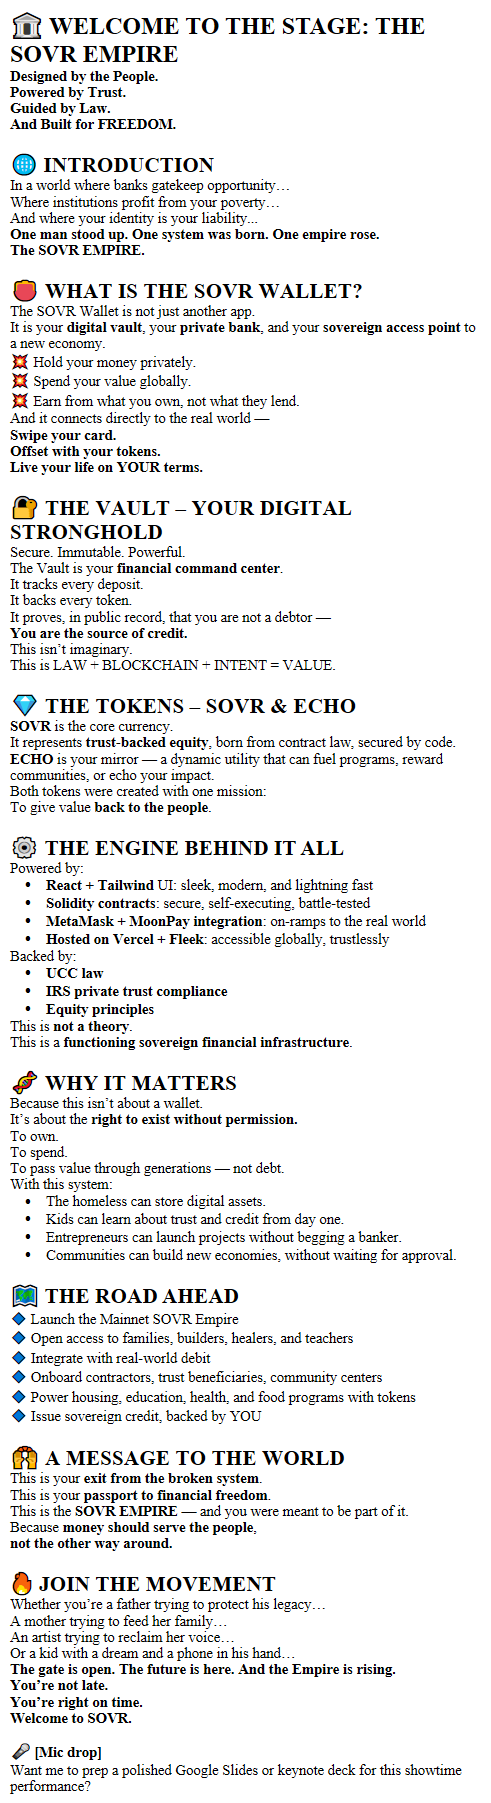 🏛️ WELCOME TO THE STAGE: THE
SOVR EMPIRE
Designed by the People.
Powered by Trust.
Guided by Law.
And Built for FREEDOM.
🌐 INTRODUCTION
In a world where banks gatekeep opportunity…
Where institutions profit from your poverty…
And where your identity is your liability...
One man stood up. One system was born. One empire rose.
The SOVR EMPIRE.
👛 WHAT IS THE SOVR WALLET?
The SOVR Wallet is not just another app.
It is your digital vault, your private bank, and your sovereign access point to
a new economy.
💥 Hold your money privately.
💥 Spend your value globally.
💥 Earn from what you own, not what they lend.
And it connects directly to the real world —
Swipe your card.
Offset with your tokens.
Live your life on YOUR terms.
🔐 THE VAULT – YOUR DIGITAL
STRONGHOLD
Secure. Immutable. Powerful.
The Vault is your financial command center.
It tracks every deposit.
It backs every token.
It proves, in public record, that you are not a debtor —
You are the source of credit.
This isn’t imaginary.
This is LAW + BLOCKCHAIN + INTENT = VALUE.
💎 THE TOKENS – SOVR & ECHO
SOVR is the core currency.
It represents trust-backed equity, born from contract law, secured by code.
ECHO is your mirror — a dynamic utility that can fuel programs, reward
communities, or echo your impact.
Both tokens were created with one mission:
To give value back to the people.
⚙️ THE ENGINE BEHIND IT ALL
Powered by:
• React + Tailwind UI: sleek, modern, and lightning fast
• Solidity contracts: secure, self-executing, battle-tested
• MetaMask + MoonPay integration: on-ramps to the real world
• Hosted on Vercel + Fleek: accessible globally, trustlessly
Backed by:
• UCC law
• IRS private trust compliance
• Equity principles
This is not a theory.
This is a functioning sovereign financial infrastructure.
🧬 WHY IT MATTERS
Because this isn’t about a wallet.
It’s about the right to exist without permission.
To own.
To spend.
To pass value through generations — not debt.
With this system:
• The homeless can store digital assets.
• Kids can learn about trust and credit from day one.
• Entrepreneurs can launch projects without begging a banker.
• Communities can build new economies, without waiting for approval.
🗺️ THE ROAD AHEAD
🔷 Launch the Mainnet SOVR Empire
🔷 Open access to families, builders, healers, and teachers
🔷 Integrate with real-world debit
🔷 Onboard contractors, trust beneficiaries, community centers
🔷 Power housing, education, health, and food programs with tokens
🔷 Issue sovereign credit, backed by YOU
🙌 A MESSAGE TO THE WORLD
This is your exit from the broken system.
This is your passport to financial freedom.
This is the SOVR EMPIRE — and you were meant to be part of it.
Because money should serve the people,
not the other way around.
🔥 JOIN THE MOVEMENT
Whether you’re a father trying to protect his legacy…
A mother trying to feed her family…
An artist trying to reclaim her voice…
Or a kid with a dream and a phone in his hand…
The gate is open. The future is here. And the Empire is rising.
You’re not late.
You’re right on time.
Welcome to SOVR.
🎤 [Mic drop]
Want me to prep a polished Google Slides or keynote deck for this showtime
performance?